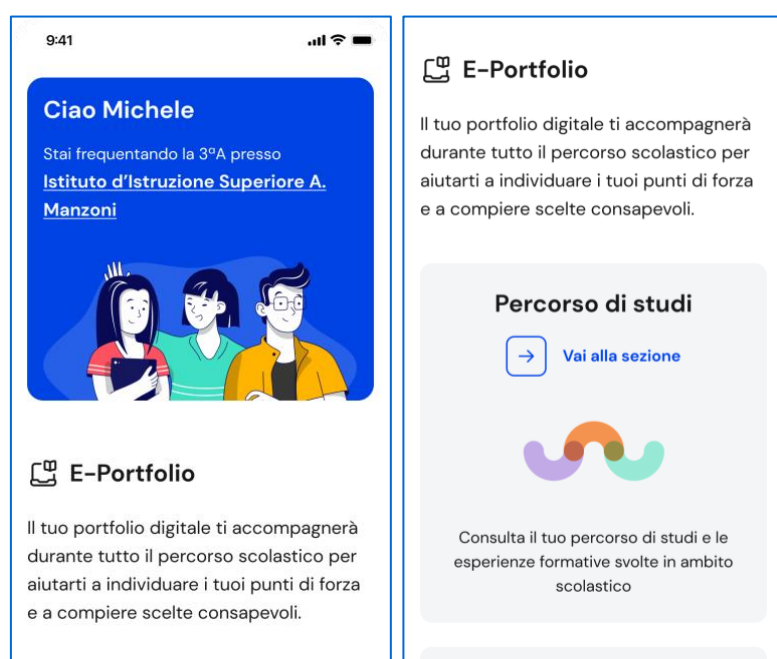 9:41
Ciao Michele
Stai frequentando la 3ªA presso
Istituto d’Istruzione Superiore A.
Manzoni
E-Portfolio
Il tuo portfolio digitale ti accompagnerà
durante tutto il percorso scolastico per
aiutarti a individuare i tuoi punti di forza
e a compiere scelte consapevoli.
E-Portfolio
Il tuo portfolio digitale ti accompagnerà
durante tutto il percorso scolastico per
aiutarti a individuare i tuoi punti di forza
e a compiere scelte consapevoli.
Percorso di studi
Vai alla sezione
Consulta il tuo percorso di studi e le
esperienze formative svolte in ambito
scolastico